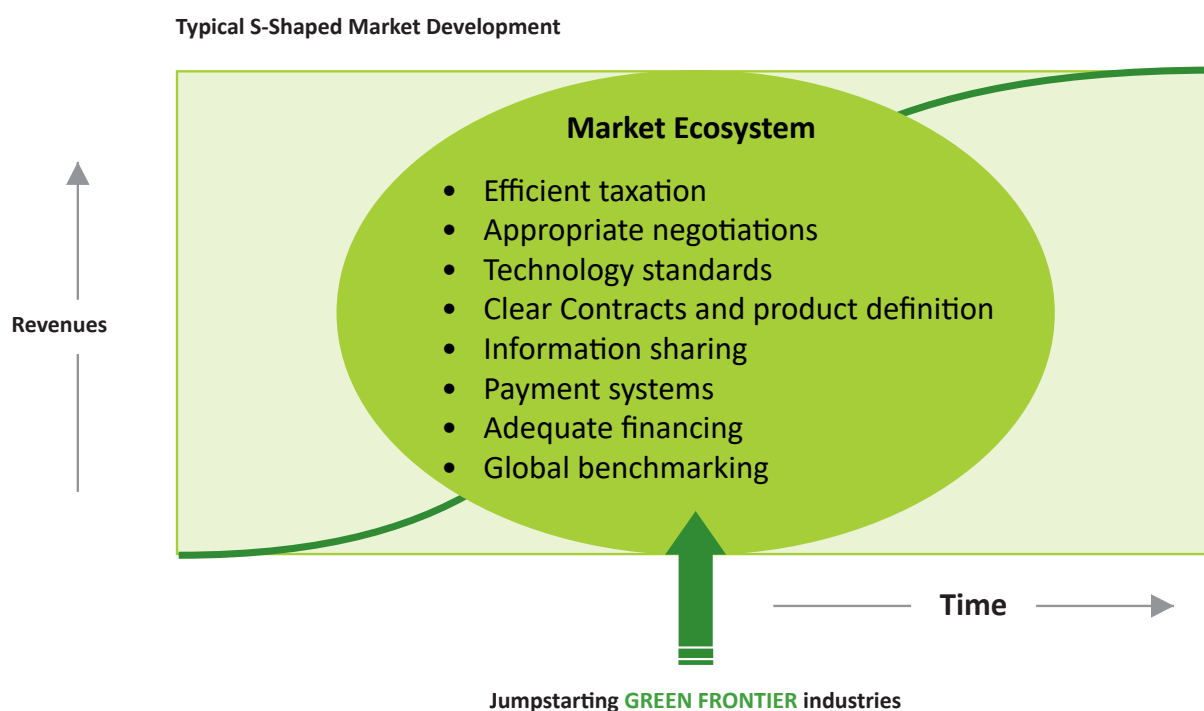 Typical S-Shaped Market Development
Market Ecosystem
• Efficient taxation
• Appropriate negotiations
• Technology standards
• Clear Contracts and product definition
• Information sharing
• Payment systems
• Adequate financing
• Global benchmarking
Revenues
Time
Jumpstarting GREEN FRONTIER industries